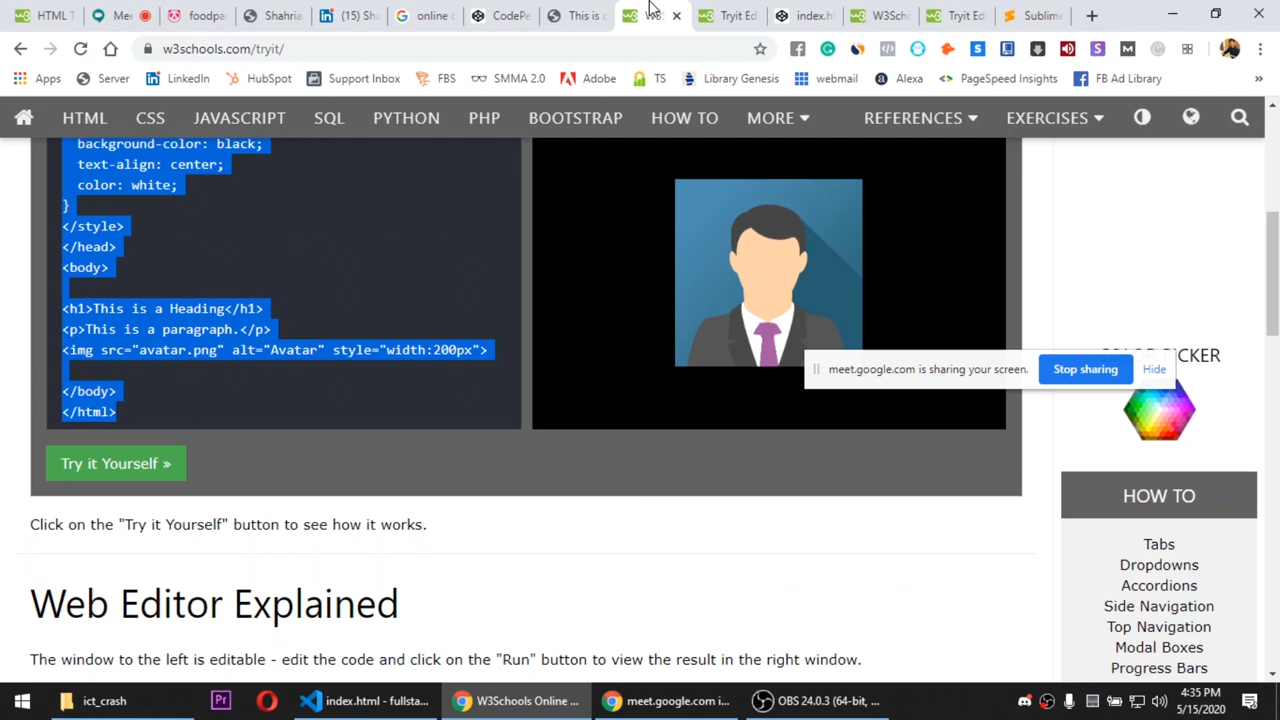 HTML T
Mee
foodpa
Shahria
(15) Sha
online c
CodePe
This is c
Tryit Ed
index.h
W3Scho
Tryit Ed
Sublime
w3schools.com/tryit/
Apps
Server
LinkedIn
HubSpot
Support Inbox
FBS
SMMA 2.0
Adobe
TS
Library Genesis
webmail
Alexa
PageSpeed Insights
FB Ad Library
»
HTML CSS JAVASCRIPT SQL PYTHON PHP BOOTSTRAP HOW TO MORE REFERENCES EXERCISES
background-color: black;
text-align: center;
color: white;
}
</style>
</head>
<body>
<h1>This is a Heading</h1>
<p>This is a paragraph.</p>
<img src="avatar.png" alt="Avatar" style="width:200px">
</body>
</html>
meet.google.com is sharing your screen. Stop sharing Hide
Try it Yourself »
Click on the "Try it Yourself" button to see how it works.
Web Editor Explained
The window to the left is editable - edit the code and click on the "Run" button to view the result in the right window.
PICKER
HOW TO
Tabs
Dropdowns
Accordions
Side Navigation
Top Navigation
Modal Boxes
Progress Bars
ict_crash
Pr
index.html - fullsta...
W3Schools Online ...
meet.google.com i...
OBS 24.0.3 (64-bit, ...
4:35 PM
5/15/2020